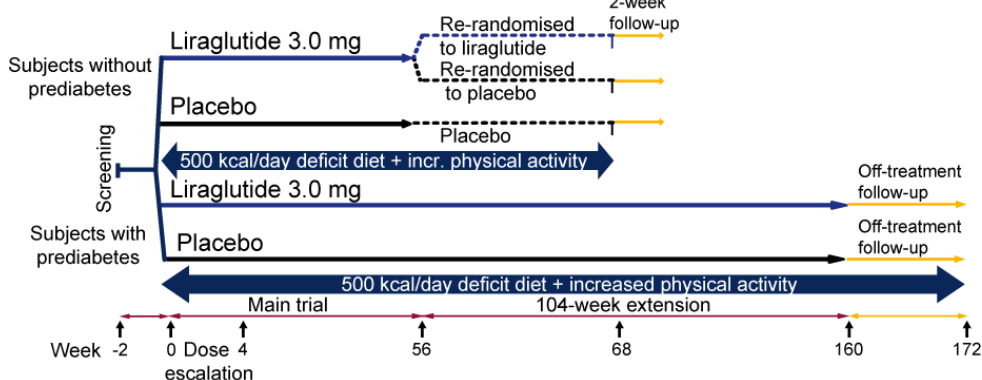 2-week
follow-up
Re-randomised
to liraglutide
Liraglutide 3.0 mg
Subjects without
prediabetes
Re-randomised
to placebo
Placebo
Placebo
Screening
500 kcal/day deficit diet + incr. physical activity
Liraglutide 3.0 mg
Off-treatment
follow-up
Subjects with
prediabetes
Placebo
Off-treatment
follow-up
500 kcal/day deficit diet + increased physical activity
Main trial
104-week extension
Week -2 0 Dose 4 56 68 160 172
escalation